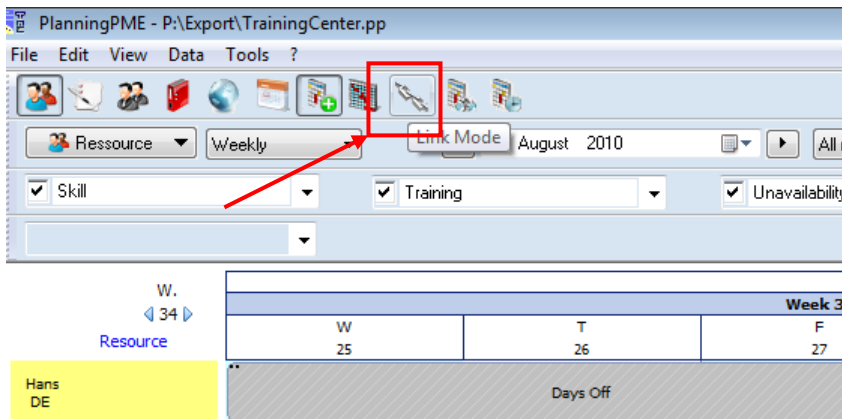 PlanningPME - P:\Export\TrainingCenter.pp
File Edit View Data Tools ?
Ressource Weekly August 2010 All
Link Mode
Skill Training Unavailability
W.
34
Week 3
Resource
W T F
25 26 27
Hans
DE
Days Off